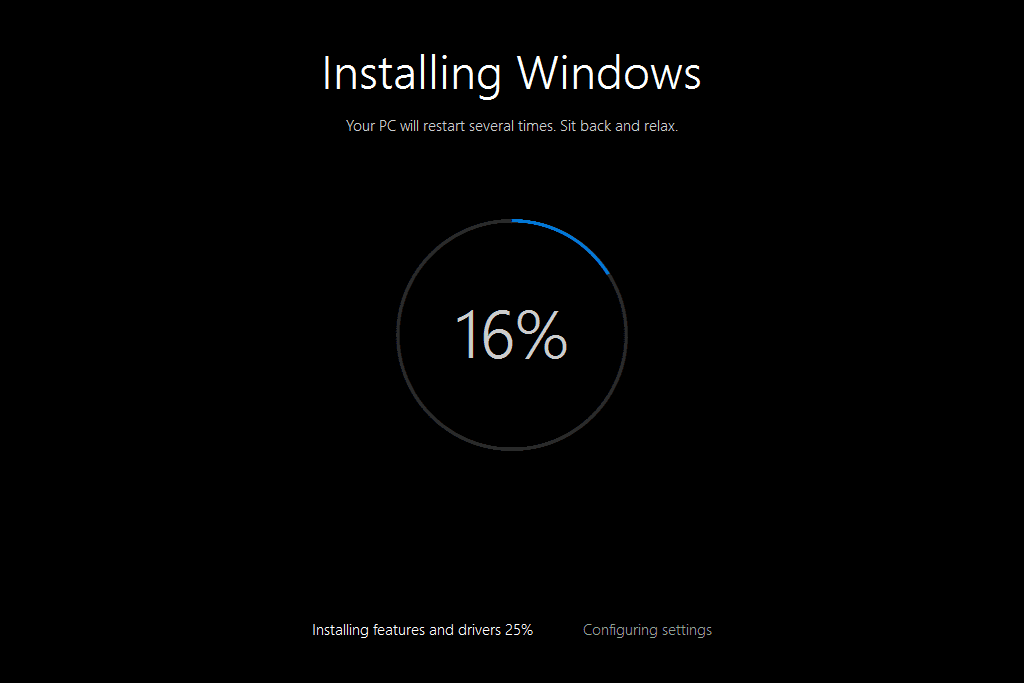 Installing Windows
Your PC will restart several times. Sit back and relax.
16%
Installing features and drivers 25% Configuring settings